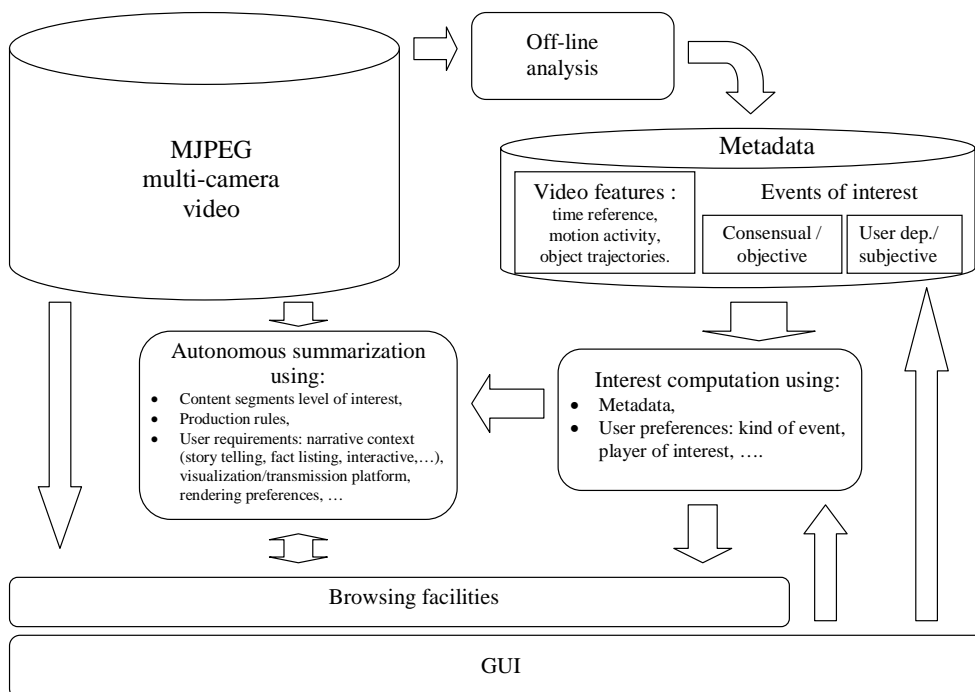 MJPEG
multi-camera
video
Off-line
analysis
Metadata
Video features :
time reference,
motion activity,
object trajectories.
Events of interest
Consensual /
objective
User dep./
subjective
Autonomous summarization
using:
• Content segments level of interest,
• Production rules,
• User requirements: narrative context
(story telling, fact listing, interactive,…),
visualization/transmission platform,
rendering preferences, …
Interest computation using:
• Metadata,
• User preferences: kind of event,
player of interest, ….
Browsing facilities
GUI